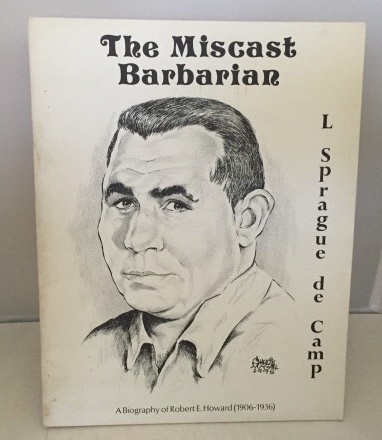 The Miscast
Barbarian
L Sprague de Camp
A Biography of Robert E. Howard (1906-1936)